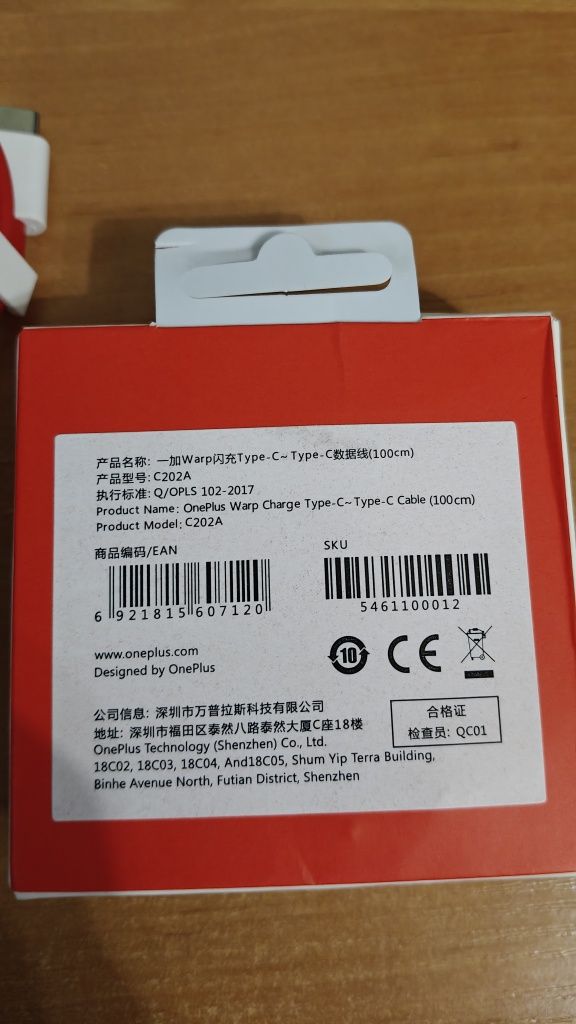 产品名称: 一加Warp闪充Type-C~Type-C数据线(100cm)
产品型号: C202A
执行标准: Q/OPLS 102-2017
Product Name: OnePlus Warp Charge Type-C~Type-C Cable (100cm)
Product Model: C202A
商品编码/EAN
6 921815 607120
SKU
5461100012
www.oneplus.com
Designed by OnePlus
10
CE
公司信息: 深圳市万普拉斯科技有限公司
地址: 深圳市福田区泰然八路泰然大厦C座18楼
OnePlus Technology (Shenzhen) Co., Ltd.
18C02, 18C03, 18C04, And18C05, Shum Yip Terra Building,
Binhe Avenue North, Futian District, Shenzhen
合格证
检查员: QC01